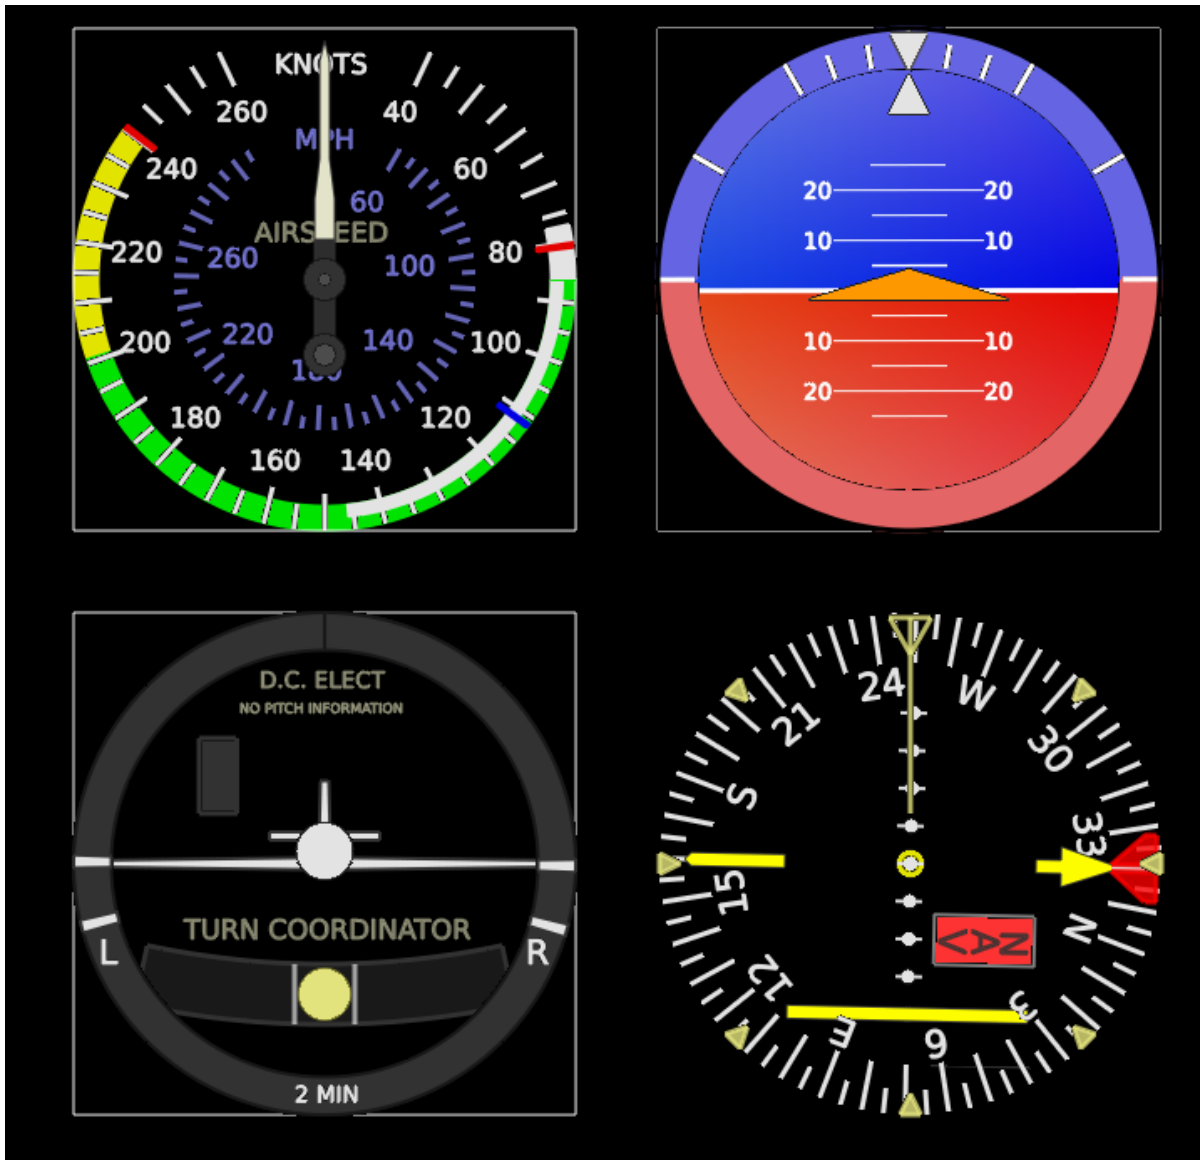 KNOTS
260 40
MPH
240 60
60
AIRSPEED
220 260 100 80
200 220 140 100
180
180 120
160 140
20 20
10 10
10 10
20 20
D.C. ELECT
NO PITCH INFORMATION
TURN COORDINATOR
L R
2 MIN
24 W
21 30
S 33
15 N
NAV
12 3
E 6